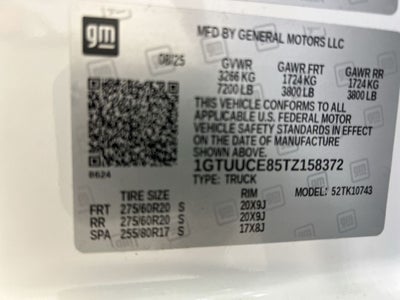 gm
MFD BY GENERAL MOTORS LLC
08/25
GVWR GAWR FRT GAWR RR
3266 KG 1724 KG 1724 KG
7200 LB 3800 LB 3800 LB
THIS VEHICLE CONFORMS TO ALL
APPLICABLE U.S. FEDERAL MOTOR
VEHICLE SAFETY STANDARDS IN EFFECT
ON THE DATE OF MANUFACTURE
SHOWN ABOVE.
1GTUUCE85TZ158372
B624
TYPE: TRUCK
MODEL: 52TK10743
TIRE SIZE RIM
FRT 275/60R20 S 20X9J
RR 275/60R20 S 20X9J
SPA 255/80R17 S 17X8J